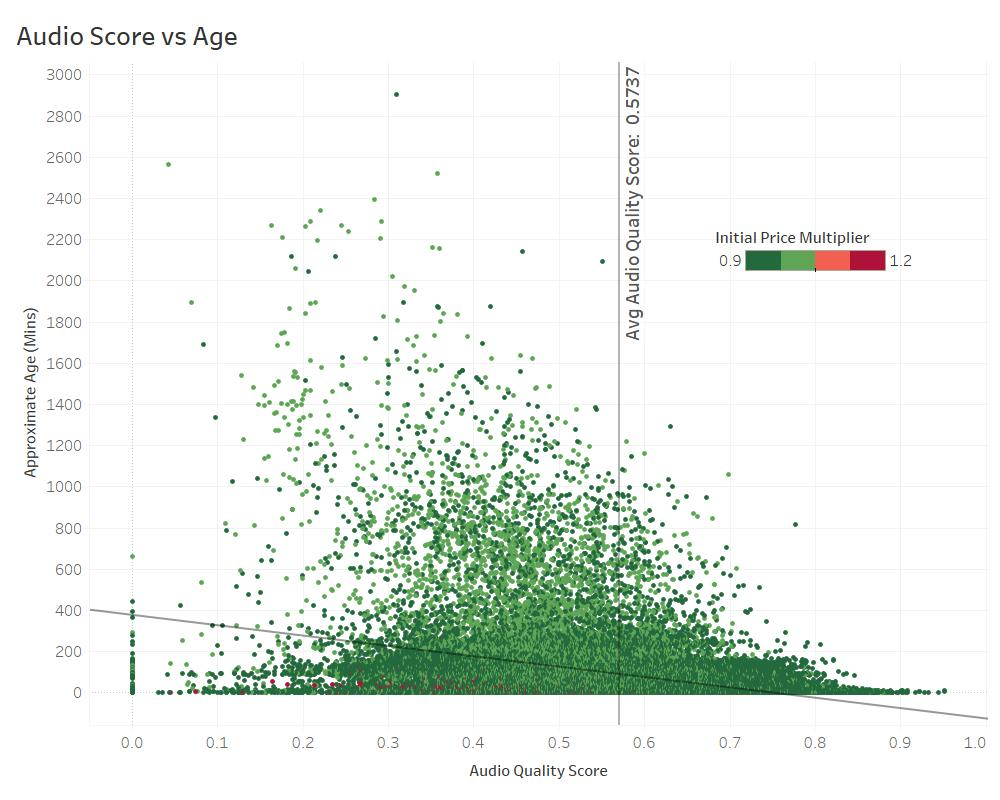 Audio Score vs Age
3000
2800
2600
2400
2200
2000
1800
1600
1400
1200
1000
800
600
400
200
0
Approximate Age (Mins)
Avg Audio Quality Score: 0.5737
Initial Price Multiplier
0.9 1.2
0.0 0.1 0.2 0.3 0.4 0.5 0.6 0.7 0.8 0.9 1.0
Audio Quality Score